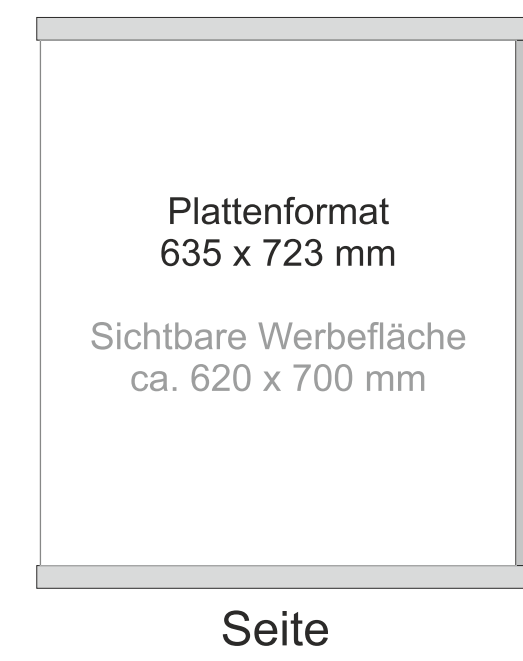 Plattenformat
635 x 723 mm
Sichtbare Werbefläche
ca. 620 x 700 mm
Seite